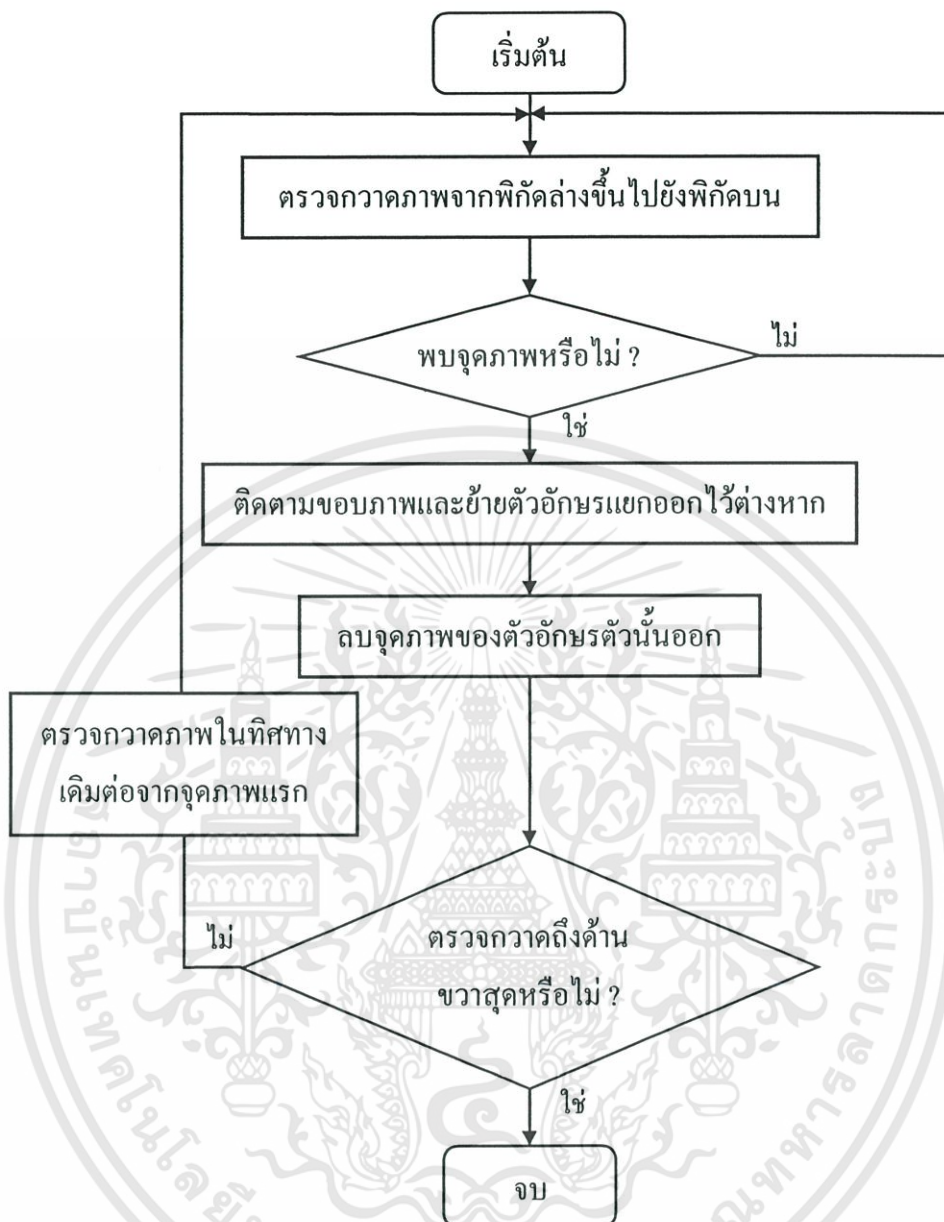 เริ่มต้น
ตรวจกวาดภาพจากพิกัดล่างขึ้นไปยังพิกัดบน
พบจุดภาพหรือไม่ ?
ไม่
ใช่
ติดตามขอบภาพและย้ายตัวอักษรแยกออกไว้ต่างหาก
ลบจุดภาพของตัวอักษรตัวนั้นออก
ตรวจกวาดภาพในทิศทาง
เดิมต่อจากจุดภาพแรก
ไม่
ตรวจกวาดถึงด้าน
ขวาสุดหรือไม่ ?
ใช่
จบ